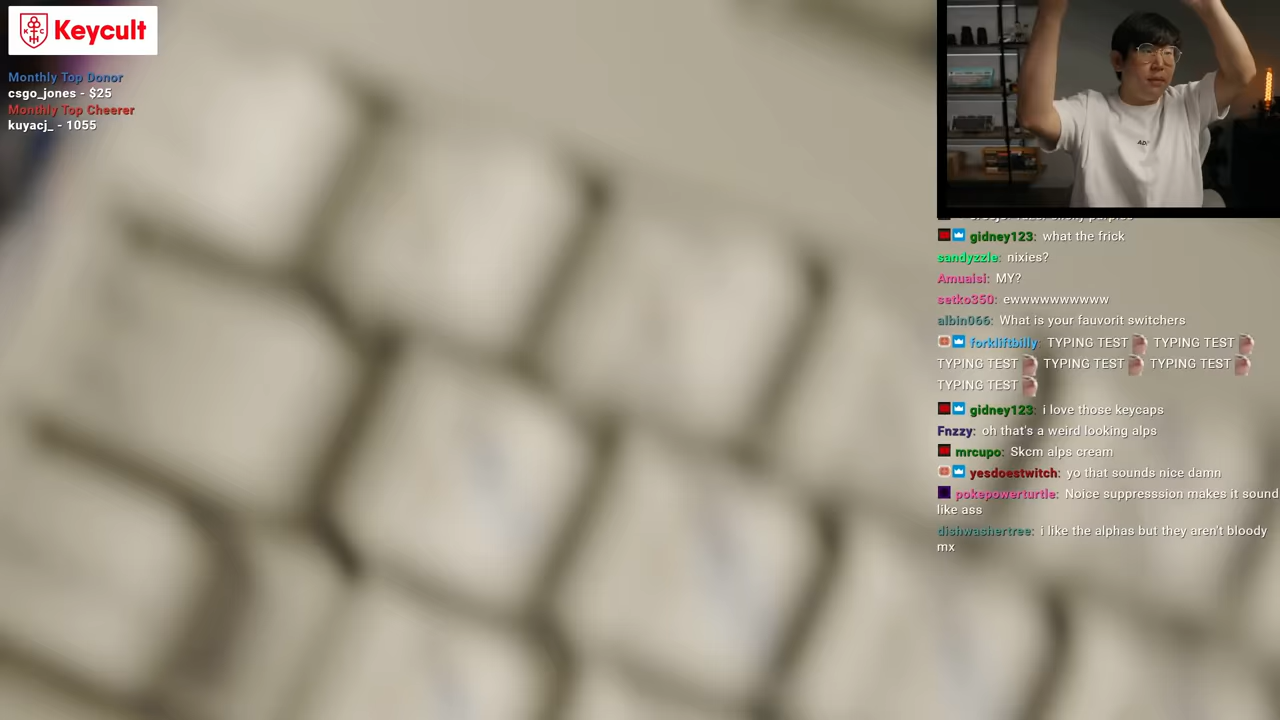 Keycult
Monthly Top Donor
csgo_jones - $25
Monthly Top Cheerer
kuyacj_ - 1055
gidney123: what the frick
sandyzzle: nixies?
Amuaisi: MY?
setko350: ewwwwwwwwww
albin066: What is your fauvorit switchers
forkliftbilly: TYPING TEST TYPING TEST
TYPING TEST TYPING TEST TYPING TEST
TYPING TEST
gidney123: i love those keycaps
Fnzzy: oh that's a weird looking alps
mrcupo: Skcm alps cream
yesdoestwitch: yo that sounds nice damn
pokepowerturtle: Noice suppresssion makes it sound
like ass
dishwashertree: i like the alphas but they aren't bloody
mx